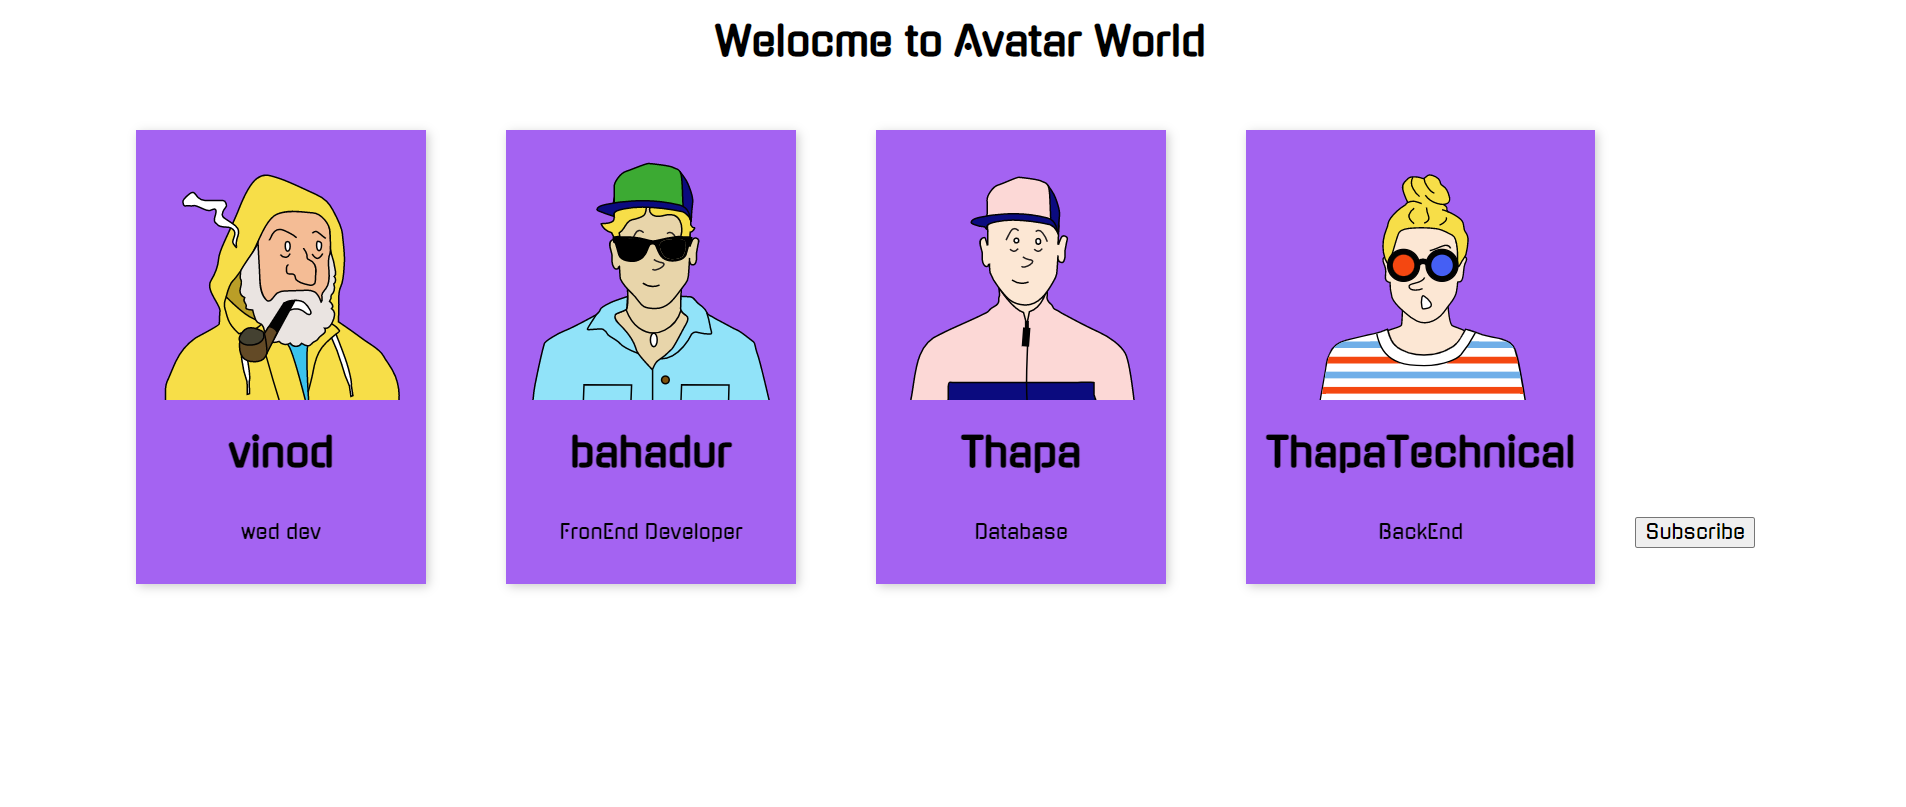 Welocme to Avatar World
vinod
wed dev
bahadur
FronEnd Developer
Thapa
Database
ThapaTechnical
BackEnd
Subscribe